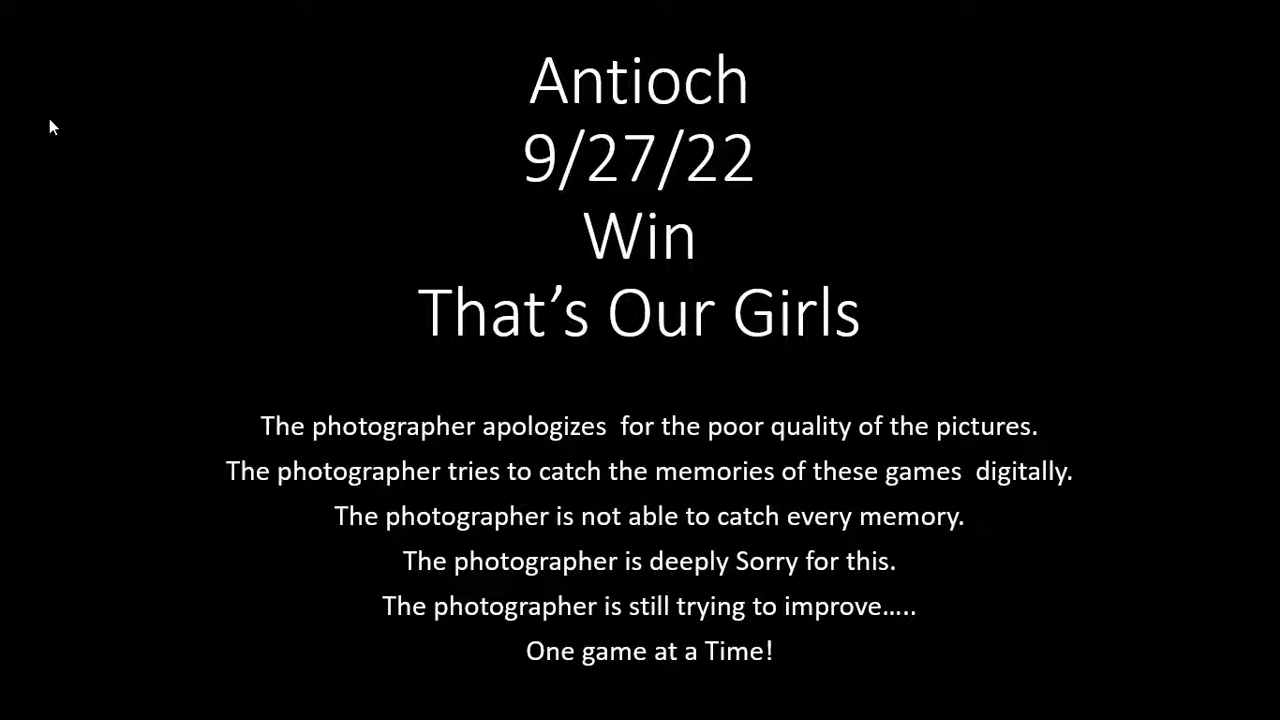 Antioch
9/27/22
Win
That’s Our Girls
The photographer apologizes  for the poor quality of the pictures.
The photographer tries to catch the memories of these games  digitally.
The photographer is not able to catch every memory.
The photographer is deeply Sorry for this.
The photographer is still trying to improve…..
One game at a Time!